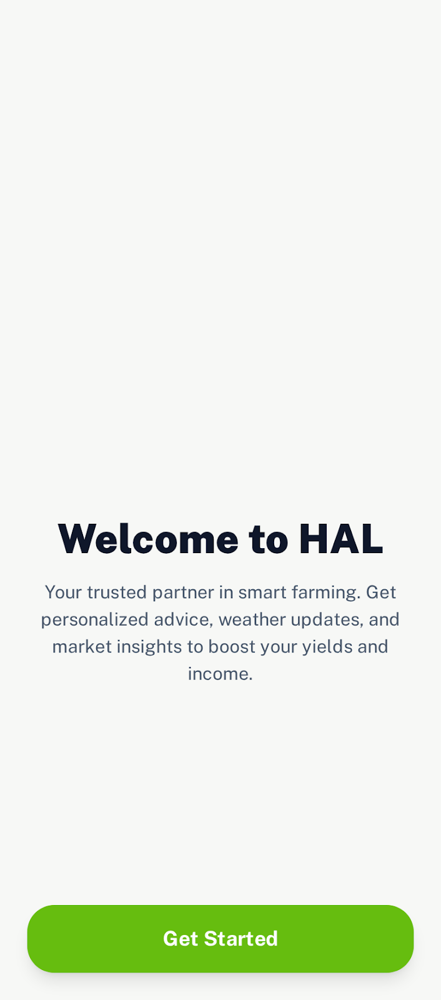 Welcome to HAL
Your trusted partner in smart farming. Get
personalized advice, weather updates, and
market insights to boost your yields and
income.
Get Started